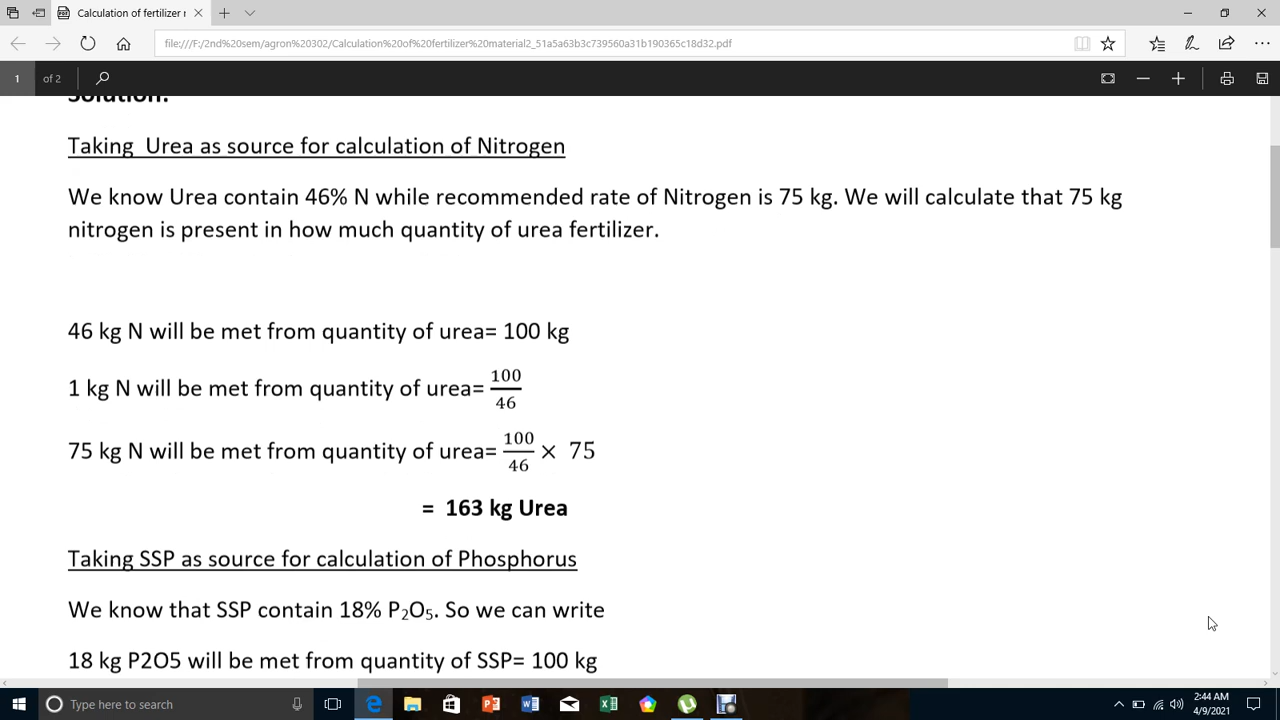 Calculation of fertilizer r
file:///F:/2nd%20sem/agron%20302/Calculation%20of%20fertilizer%20material2_51a5a63b3c739560a31b190365c18d32.pdf
1 of 2
Solution:
Taking Urea as source for calculation of Nitrogen
We know Urea contain 46% N while recommended rate of Nitrogen is 75 kg. We will calculate that 75 kg
nitrogen is present in how much quantity of urea fertilizer.
46 kg N will be met from quantity of urea= 100 kg
1 kg N will be met from quantity of urea= 100/46
75 kg N will be met from quantity of urea= 100/46 × 75
= 163 kg Urea
Taking SSP as source for calculation of Phosphorus
We know that SSP contain 18% P₂O₅. So we can write
18 kg P2O5 will be met from quantity of SSP= 100 kg
Type here to search
2:44 AM
4/9/2021